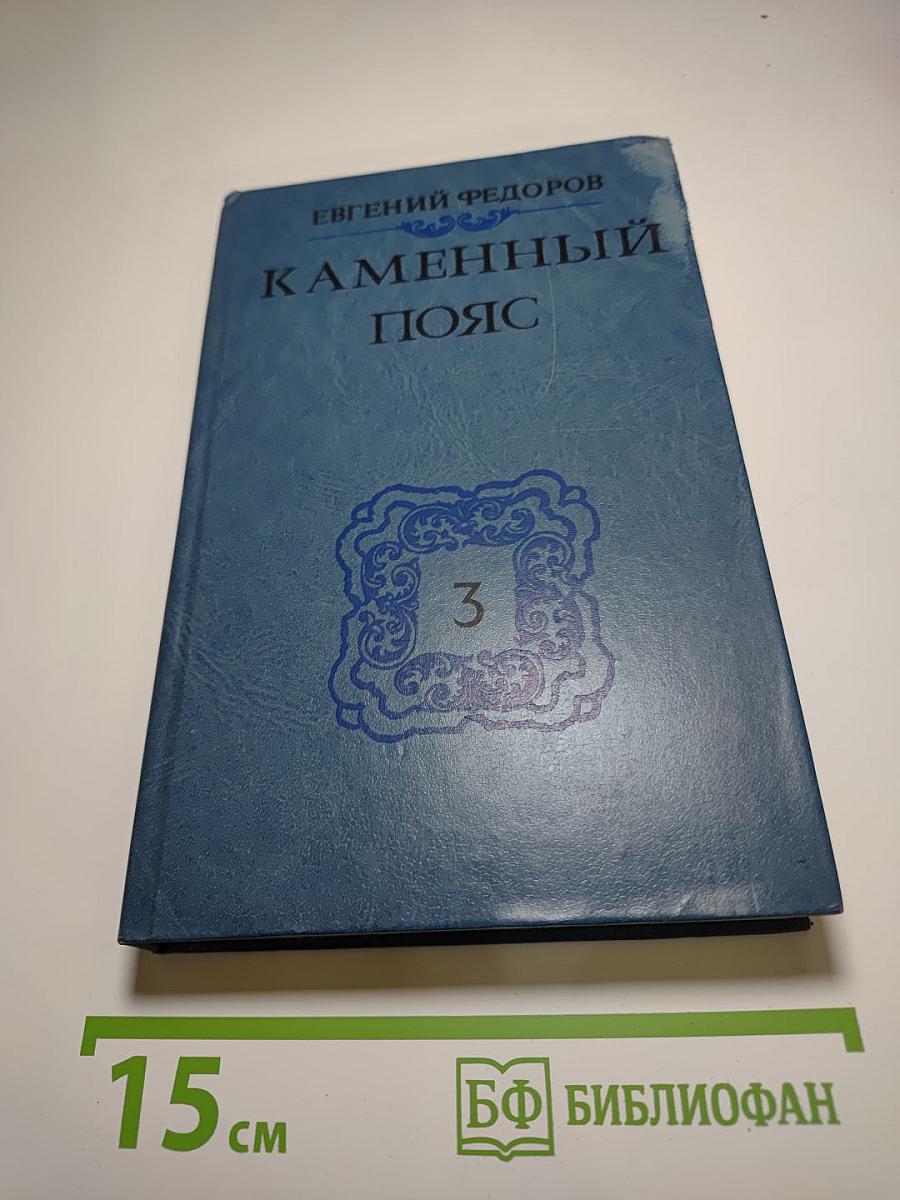 ЕВГЕНИЙ ФЕДОРОВ
КАМЕННЫЙ
ПОЯС
3
15 см
БФ БИБЛИОФАН